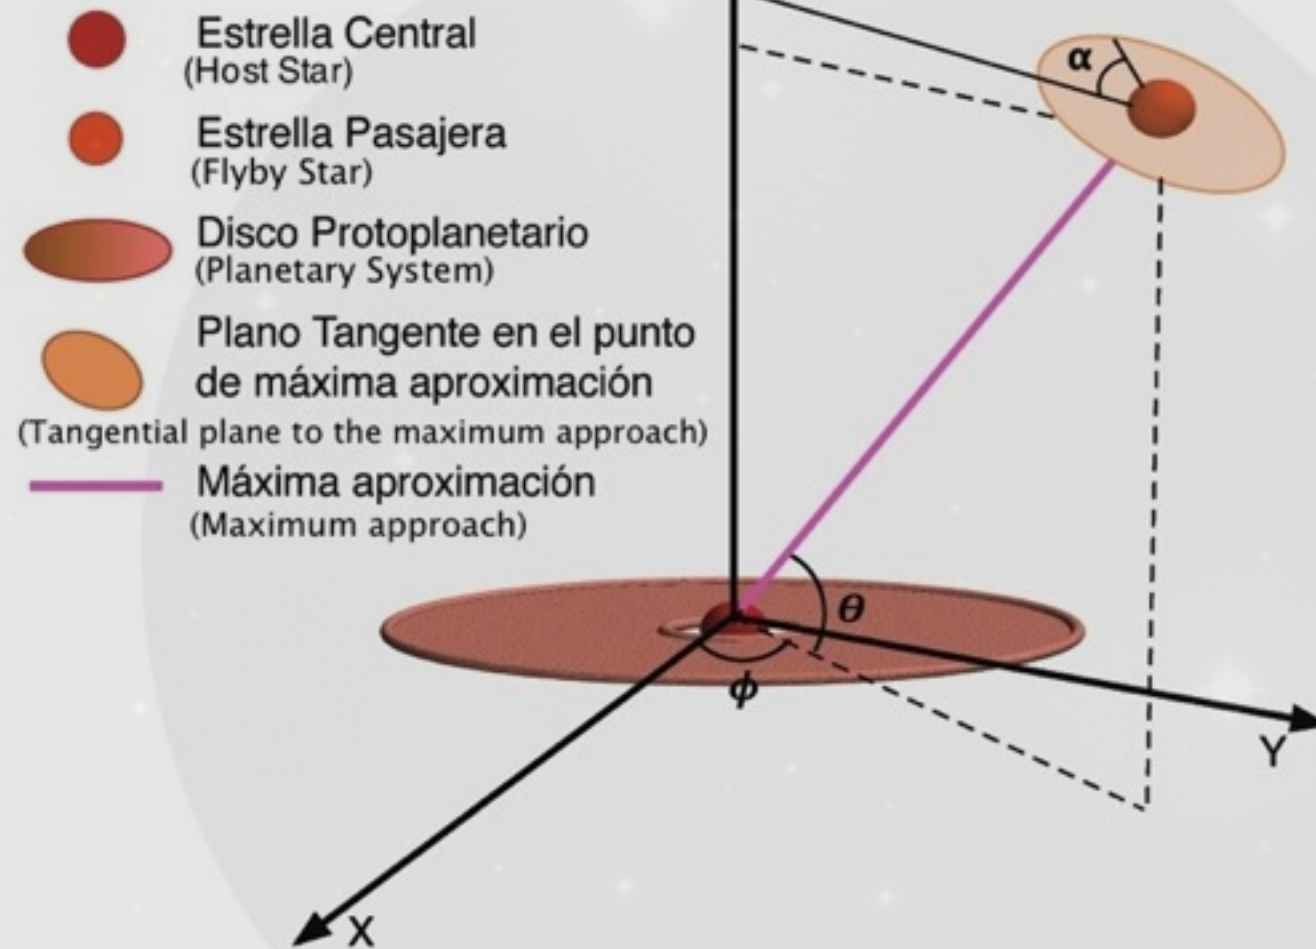 Estrella Central
(Host Star)
Estrella Pasajera
(Flyby Star)
Disco Protoplanetario
(Planetary System)
Plano Tangente en el punto
de máxima aproximación
(Tangential plane to the maximum approach)
Máxima aproximación
(Maximum approach)
α
θ
ϕ
Y
X